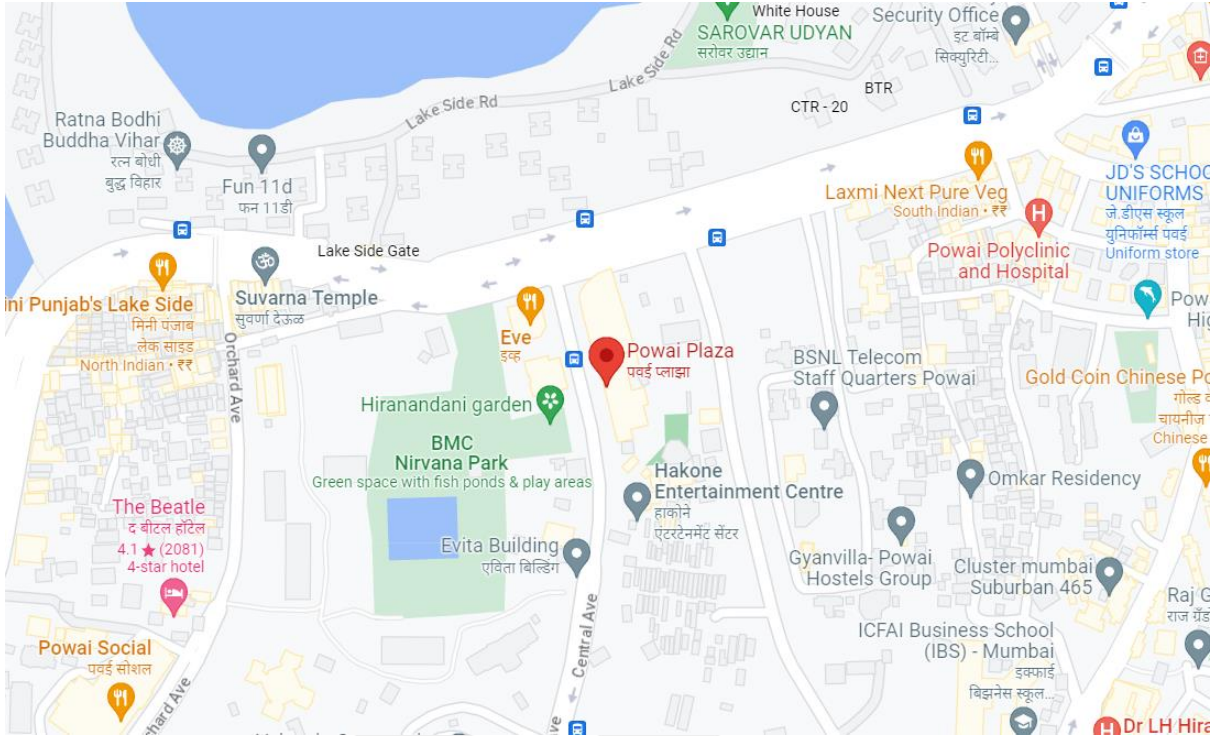 White House
SAROVAR UDYAN
सरोवर उद्यान
Security Office
इट बॉम्बे
सिक्युरिटी...
BTR
CTR - 20
Lake Side Rd
Lake Side Rd
Ratna Bodhi
Buddha Vihar
रत्न बोधी
बुद्ध विहार
Fun 11d
फन 11डी
Laxmi Next Pure Veg
South Indian • ₹₹
JD'S SCHOO
UNIFORMS
जे.डीएस स्कूल
युनिफॉर्म्स पवई
Uniform store
Powai Polyclinic
and Hospital
Lake Side Gate
Suvarna Temple
सुवर्णा देऊळ
ini Punjab's Lake Side
मिनी पंजाब
लेक साइड
North Indian • ₹₹
Orchard Ave
Eve
इव्ह
Powai Plaza
पवई प्लाझा
BSNL Telecom
Staff Quarters Powai
Pow
Hig
Gold Coin Chinese Po
गोल्ड
चायनीज
Chinese
Hiranandani garden
BMC
Nirvana Park
Green space with fish ponds & play areas
Hakone
Entertainment Centre
हाकोने
एंटरटेनमेंट सेंटर
Omkar Residency
The Beatle
द बीटल हॉटेल
4.1 ★ (2081)
4-star hotel
Evita Building
एविता बिल्डिंग
Gyanvilla- Powai
Hostels Group
Cluster mumbai
Suburban 465
Raj G
राज ग्रँड
Central Ave
Powai Social
पवई सोशल
ICFAI Business School
(IBS) - Mumbai
इक्फाई
बिझनेस स्कूल...
chard Ave
ve
H Dr LH Hira